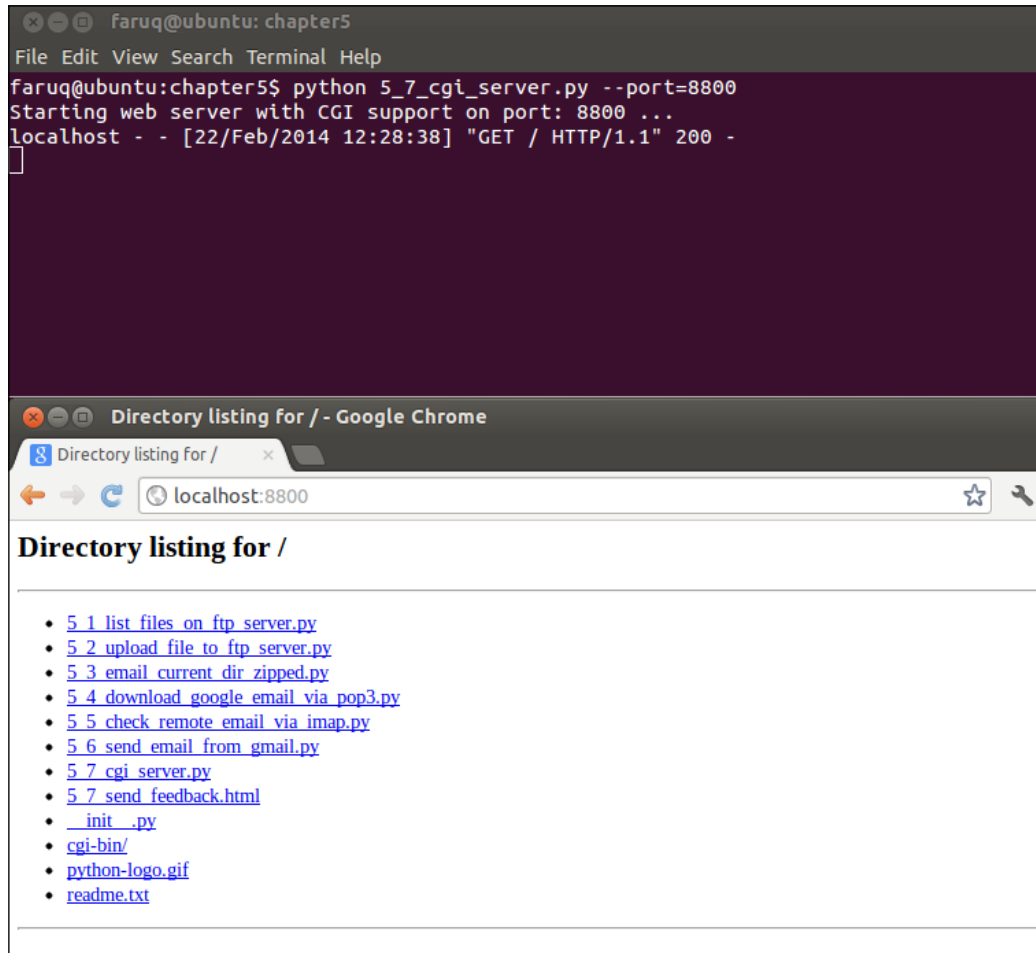 faruq@ubuntu: chapter5
File Edit View Search Terminal Help
faruq@ubuntu:chapter5$ python 5_7_cgi_server.py --port=8800
Starting web server with CGI support on port: 8800 ...
localhost - - [22/Feb/2014 12:28:38] "GET / HTTP/1.1" 200 -
Directory listing for / - Google Chrome
Directory listing for /
localhost:8800
Directory listing for /
5_1_list_files_on_ftp_server.py
5_2_upload_file_to_ftp_server.py
5_3_email_current_dir_zipped.py
5_4_download_google_email_via_pop3.py
5_5_check_remote_email_via_imap.py
5_6_send_email_from_gmail.py
5_7_cgi_server.py
5_7_send_feedback.html
__init__.py
cgi-bin/
python-logo.gif
readme.txt